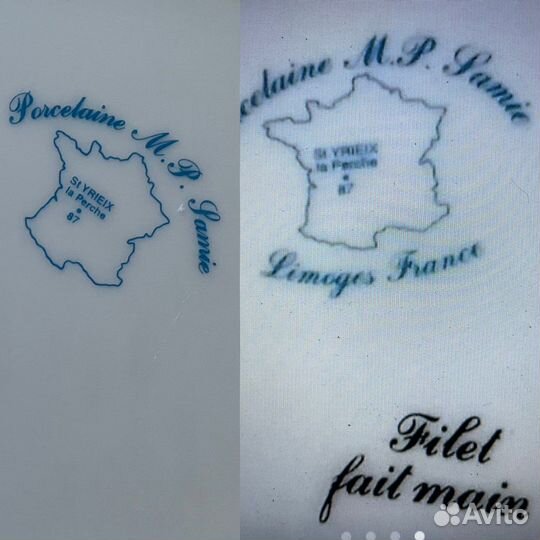 Porcelaine M.P. Samie
St YRIEIX
la Perche
87
celaine M.P. Samie
St YRIEIX
la Perche
87
Limoges France
Filet
fait main
Avito